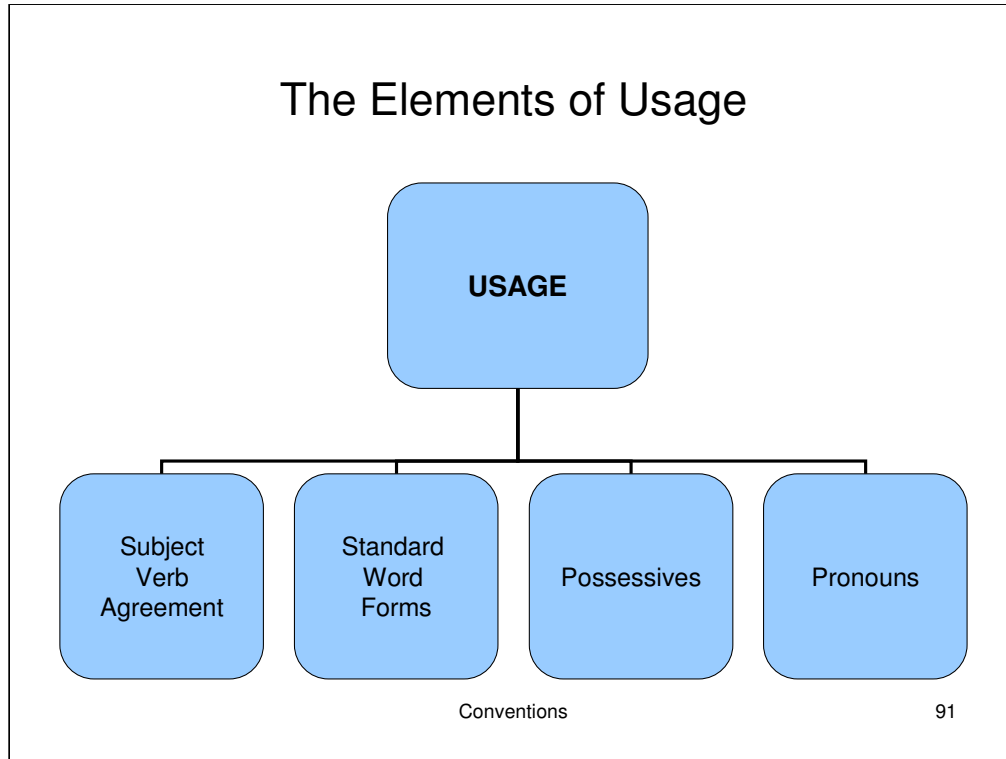 The Elements of Usage
USAGE
Subject
Verb
Agreement
Standard
Word
Forms
Possessives
Pronouns
Conventions
91